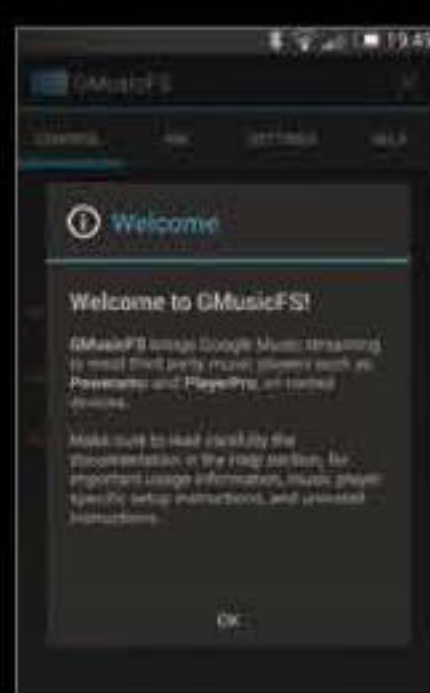 19:49
GMusicFS
CONTROL SETTINGS HELP
Welcome
Welcome to GMusicFS!
GMusicFS brings Google Music streaming
to most third party music players such as
Poweramp and PlayerPro, on rooted
devices.
Make sure to read carefully the
documentation in the Help section, for
important usage information, music player
specific setup instructions, and uninstall
instructions.
OK